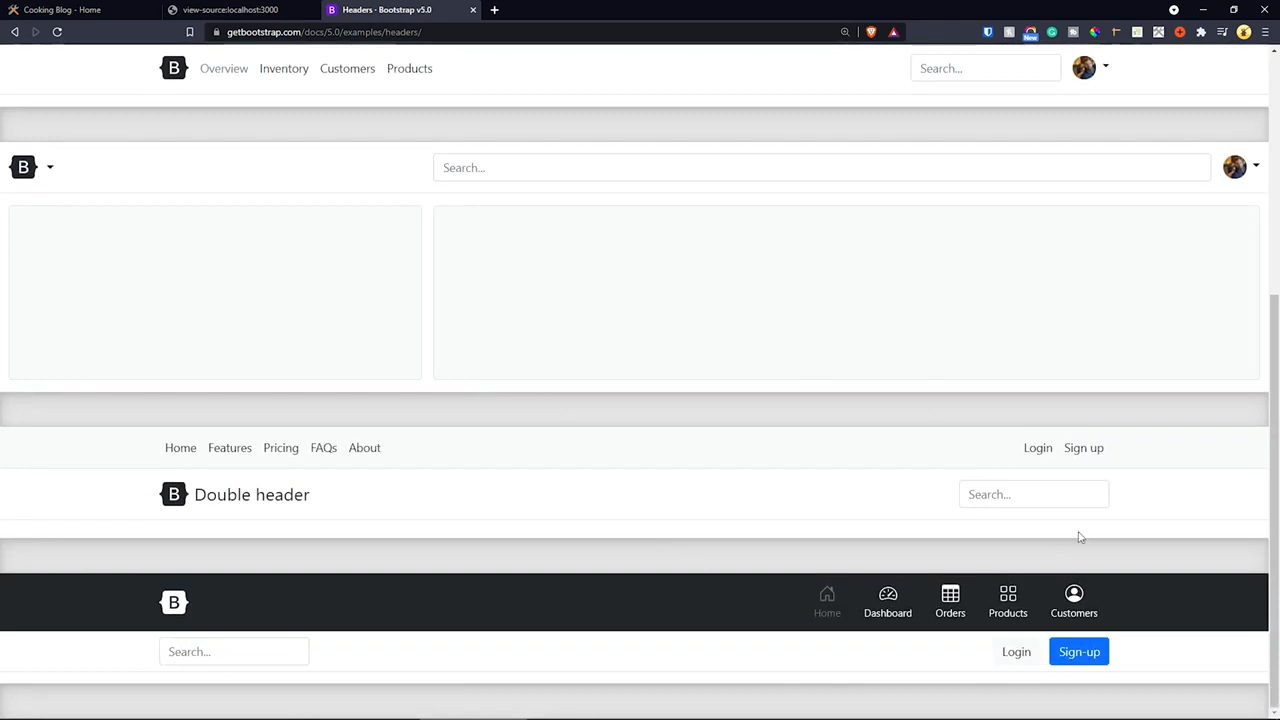 Cooking Blog - Home
view-source:localhost:3000
B Headers - Bootstrap v5.0
getbootstrap.com/docs/5.0/examples/headers/
New
B Overview Inventory Customers Products Search...
B Search...
Home Features Pricing FAQs About Login Sign up
B Double header Search...
B Home Dashboard Orders Products Customers
Search... Login Sign-up